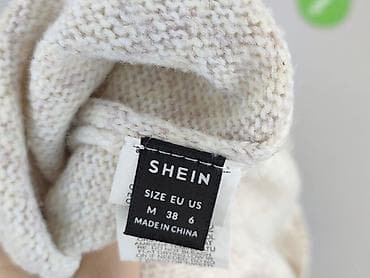 SHEIN
SIZE EU US
M 38 6
MADE IN CHINA